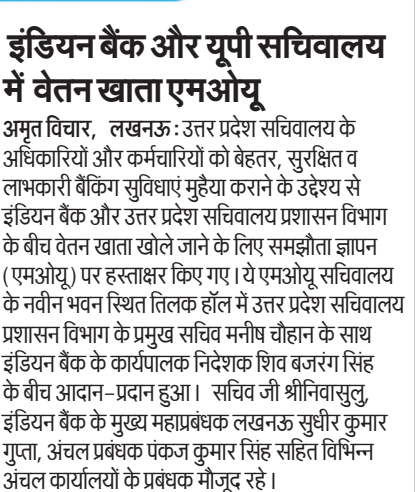 इंडियन बैंक और यूपी सचिवालय
में वेतन खाता एमओयू
अमृत विचार, लखनऊ : उत्तर प्रदेश सचिवालय के
अधिकारियों और कर्मचारियों को बेहतर, सुरक्षित व
लाभकारी बैंकिंग सुविधाएं मुहैया कराने के उद्देश्य से
इंडियन बैंक और उत्तर प्रदेश सचिवालय प्रशासन विभाग
के बीच वेतन खाता खोले जाने के लिए समझौता ज्ञापन
(एमओयू) पर हस्ताक्षर किए गए। ये एमओयू सचिवालय
के नवीन भवन स्थित तिलक हॉल में उत्तर प्रदेश सचिवालय
प्रशासन विभाग के प्रमुख सचिव मनीष चौहान के साथ
इंडियन बैंक के कार्यपालक निदेशक शिव बजरंग सिंह
के बीच आदान-प्रदान हुआ। सचिव जी श्रीनिवासुलु,
इंडियन बैंक के मुख्य महाप्रबंधक लखनऊ सुधीर कुमार
गुप्ता, अंचल प्रबंधक पंकज कुमार सिंह सहित विभिन्न
अंचल कार्यालयों के प्रबंधक मौजूद रहे।